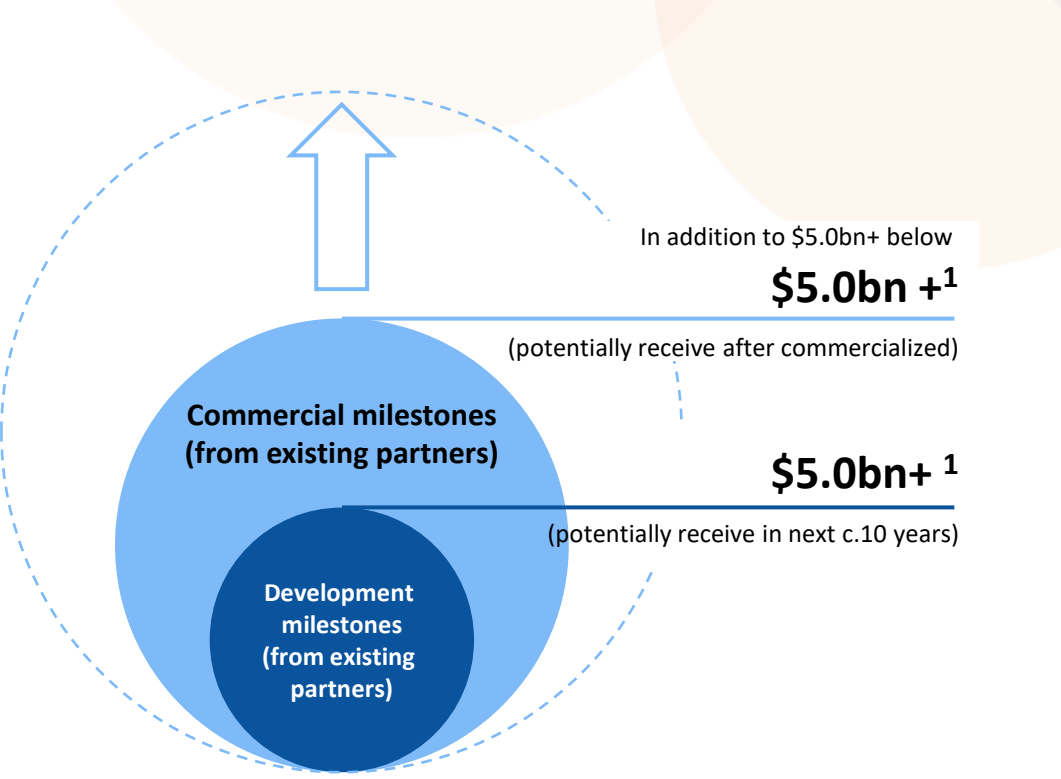 In addition to $5.0bn+ below
$5.0bn +1
(potentially receive after commercialized)
Commercial milestones
(from existing partners)
$5.0bn+ 1
(potentially receive in next c.10 years)
Development
milestones
(from existing
partners)